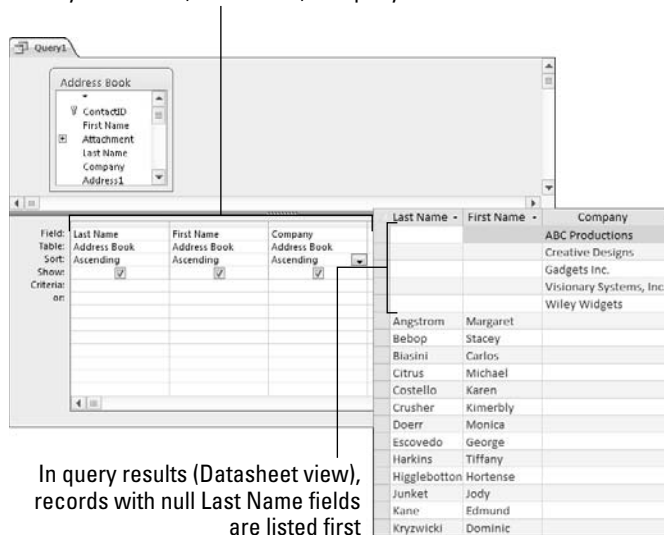 Query1
Address Book
*
ContactID
First Name
Attachment
Last Name
Company
Address1
Field: Last Name First Name Company
Table: Address Book Address Book Address Book
Sort: Ascending Ascending Ascending
Show:
Criteria:
or:
Last Name First Name Company
ABC Productions
Creative Designs
Gadgets Inc.
Visionary Systems, Inc
Wiley Widgets
Angstrom Margaret
Bebop Stacey
Biasini Carlos
Citrus Michael
Costello Karen
Crusher Kimerbly
Doerr Monica
Escovedo George
Harkins Tiffany
Higglebotton Hortense
Junket Jody
Kane Edmund
Kryzwicki Dominic
In query results (Datasheet view),
records with null Last Name fields
are listed first